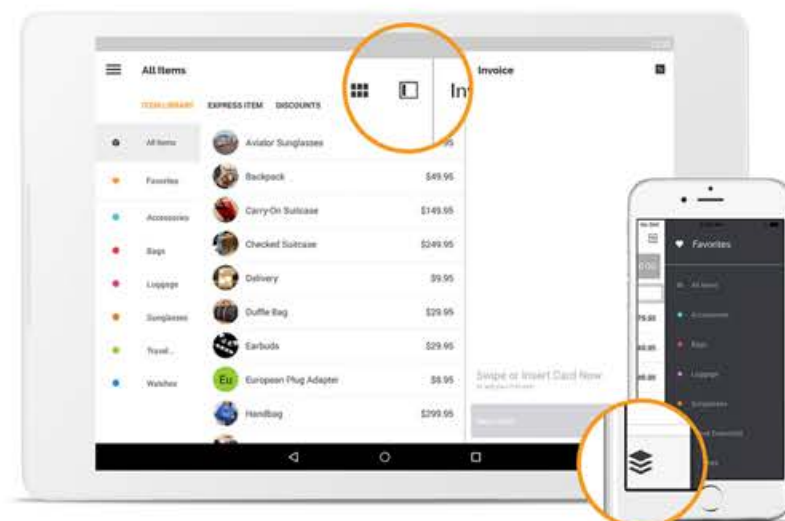 All Items
Invoice
Inv
ITEM LIBRARY EXPRESS ITEM DISCOUNTS
All Items
Favorites
Accessories
Bags
Luggage
Sunglasses
Travel...
Watches
Aviator Sunglasses .95
Backpack $49.95
Carry-On Suitcase $149.95
Checked Suitcase $249.95
Delivery $9.95
Duffle Bag $29.95
Earbuds $29.95
Eu European Plug Adapter $8.95
Handbag $299.95
Swipe or Insert Card Now
Favorites
All Items
Accessories
Bags
Luggage
Sunglasses